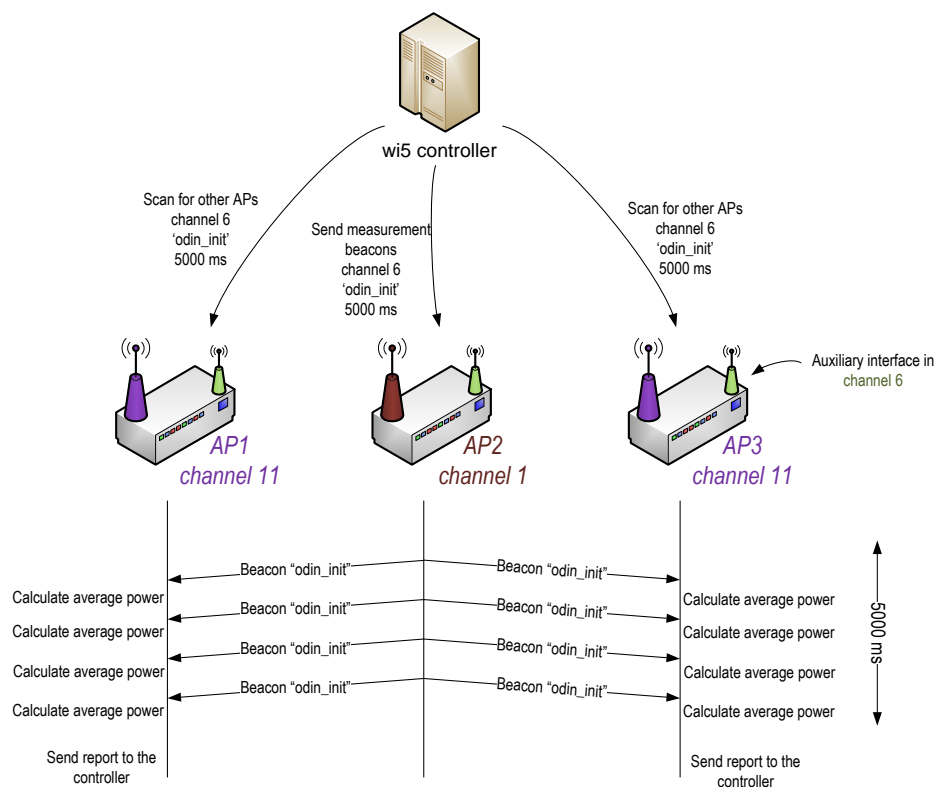 wi5 controller
Scan for other APs
channel 6
‘odin_init’
5000 ms
Send measurement
beacons
channel 6
‘odin_init’
5000 ms
Scan for other APs
channel 6
‘odin_init’
5000 ms
Auxiliary interface in
channel 6
AP1
channel 11
AP2
channel 1
AP3
channel 11
Beacon “odin_init”
Beacon “odin_init”
Calculate average power
Calculate average power
Beacon “odin_init”
Beacon “odin_init”
Calculate average power
Calculate average power
Beacon “odin_init”
Beacon “odin_init”
Calculate average power
Calculate average power
Beacon “odin_init”
Beacon “odin_init”
Calculate average power
Calculate average power
5000 ms
Send report to the
controller
Send report to the
controller